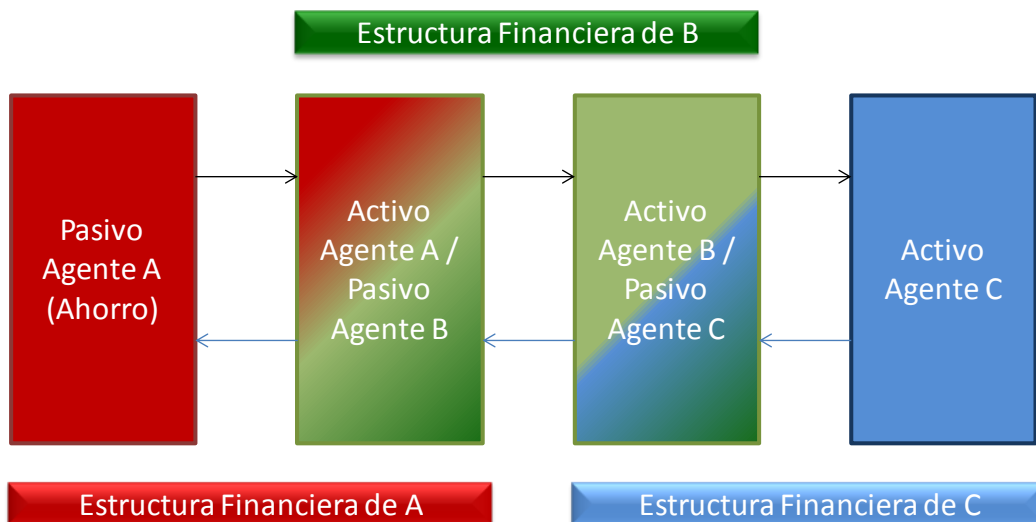 Estructura Financiera de B
Pasivo
Agente A
(Ahorro)
Activo
Agente A /
Pasivo
Agente B
Activo
Agente B /
Pasivo
Agente C
Activo
Agente C
Estructura Financiera de A
Estructura Financiera de C